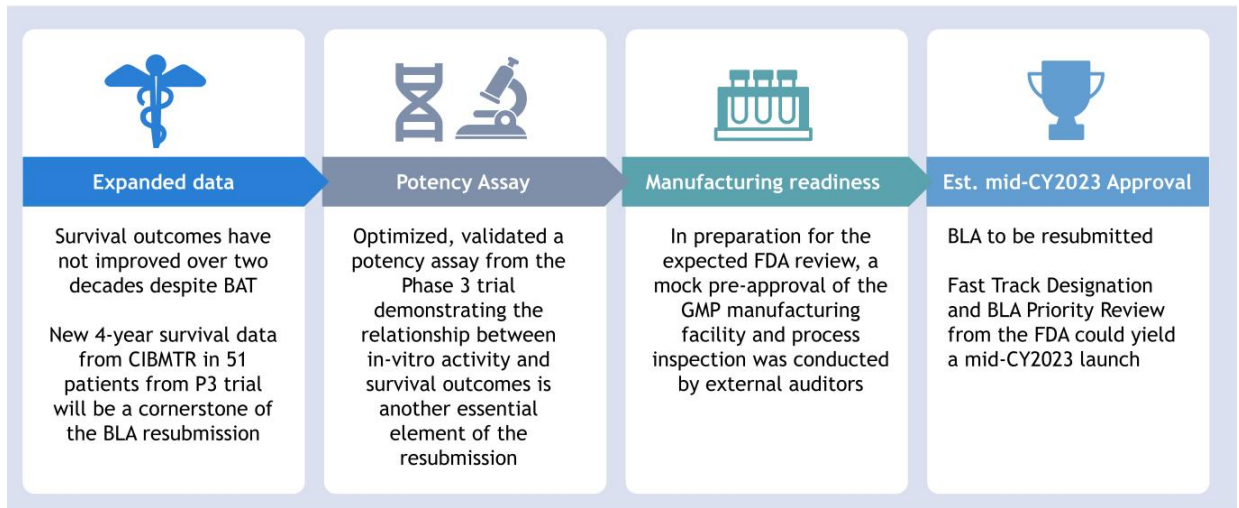 Expanded data
Survival outcomes have
not improved over two
decades despite BAT
New 4-year survival data
from CIBMTR in 51
patients from P3 trial
will be a cornerstone of
the BLA resubmission
Potency Assay
Optimized, validated a
potency assay from the
Phase 3 trial
demonstrating the
relationship between
in-vitro activity and
survival outcomes is
another essential
element of the
resubmission
Manufacturing readiness
In preparation for the
expected FDA review, a
mock pre-approval of the
GMP manufacturing
facility and process
inspection was conducted
by external auditors
Est. mid-CY2023 Approval
BLA to be resubmitted
Fast Track Designation
and BLA Priority Review
from the FDA could yield
a mid-CY2023 launch